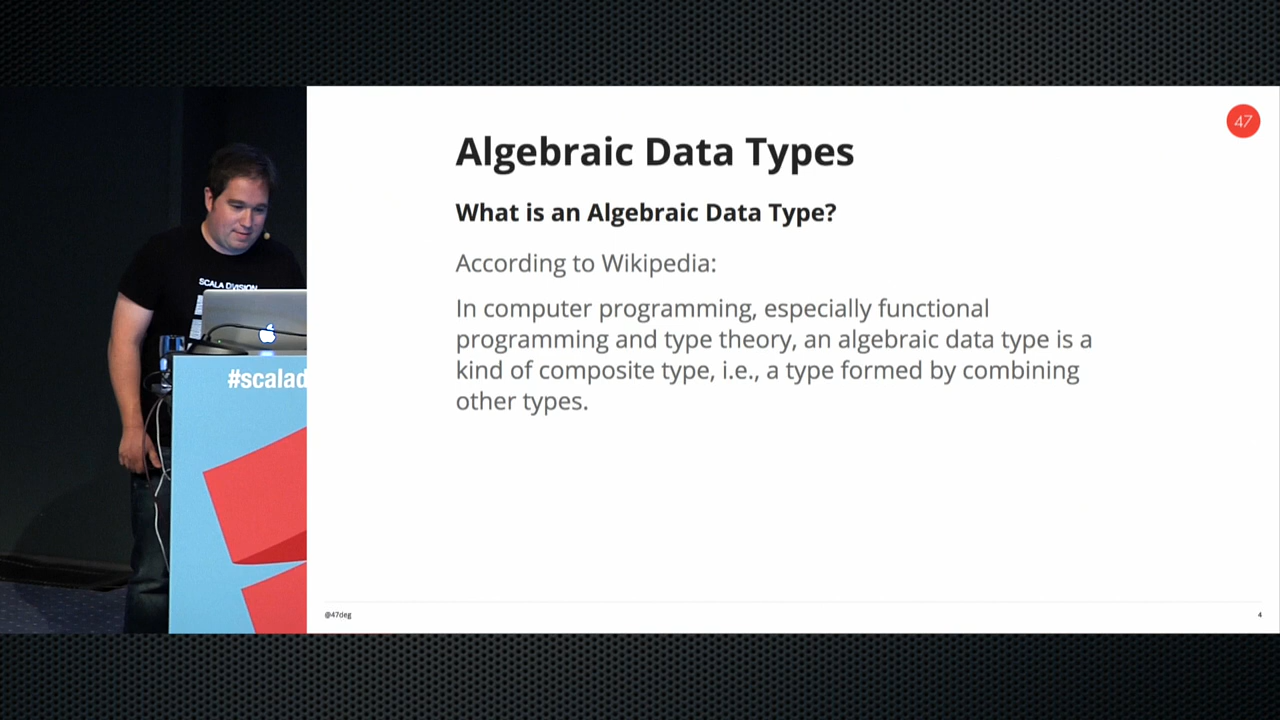 Algebraic Data Types
47
What is an Algebraic Data Type?
According to Wikipedia:
In computer programming, especially functional
programming and type theory, an algebraic data type is a
kind of composite type, i.e., a type formed by combining
other types.
SCALA DIVISION
#scalad
@47deg
4